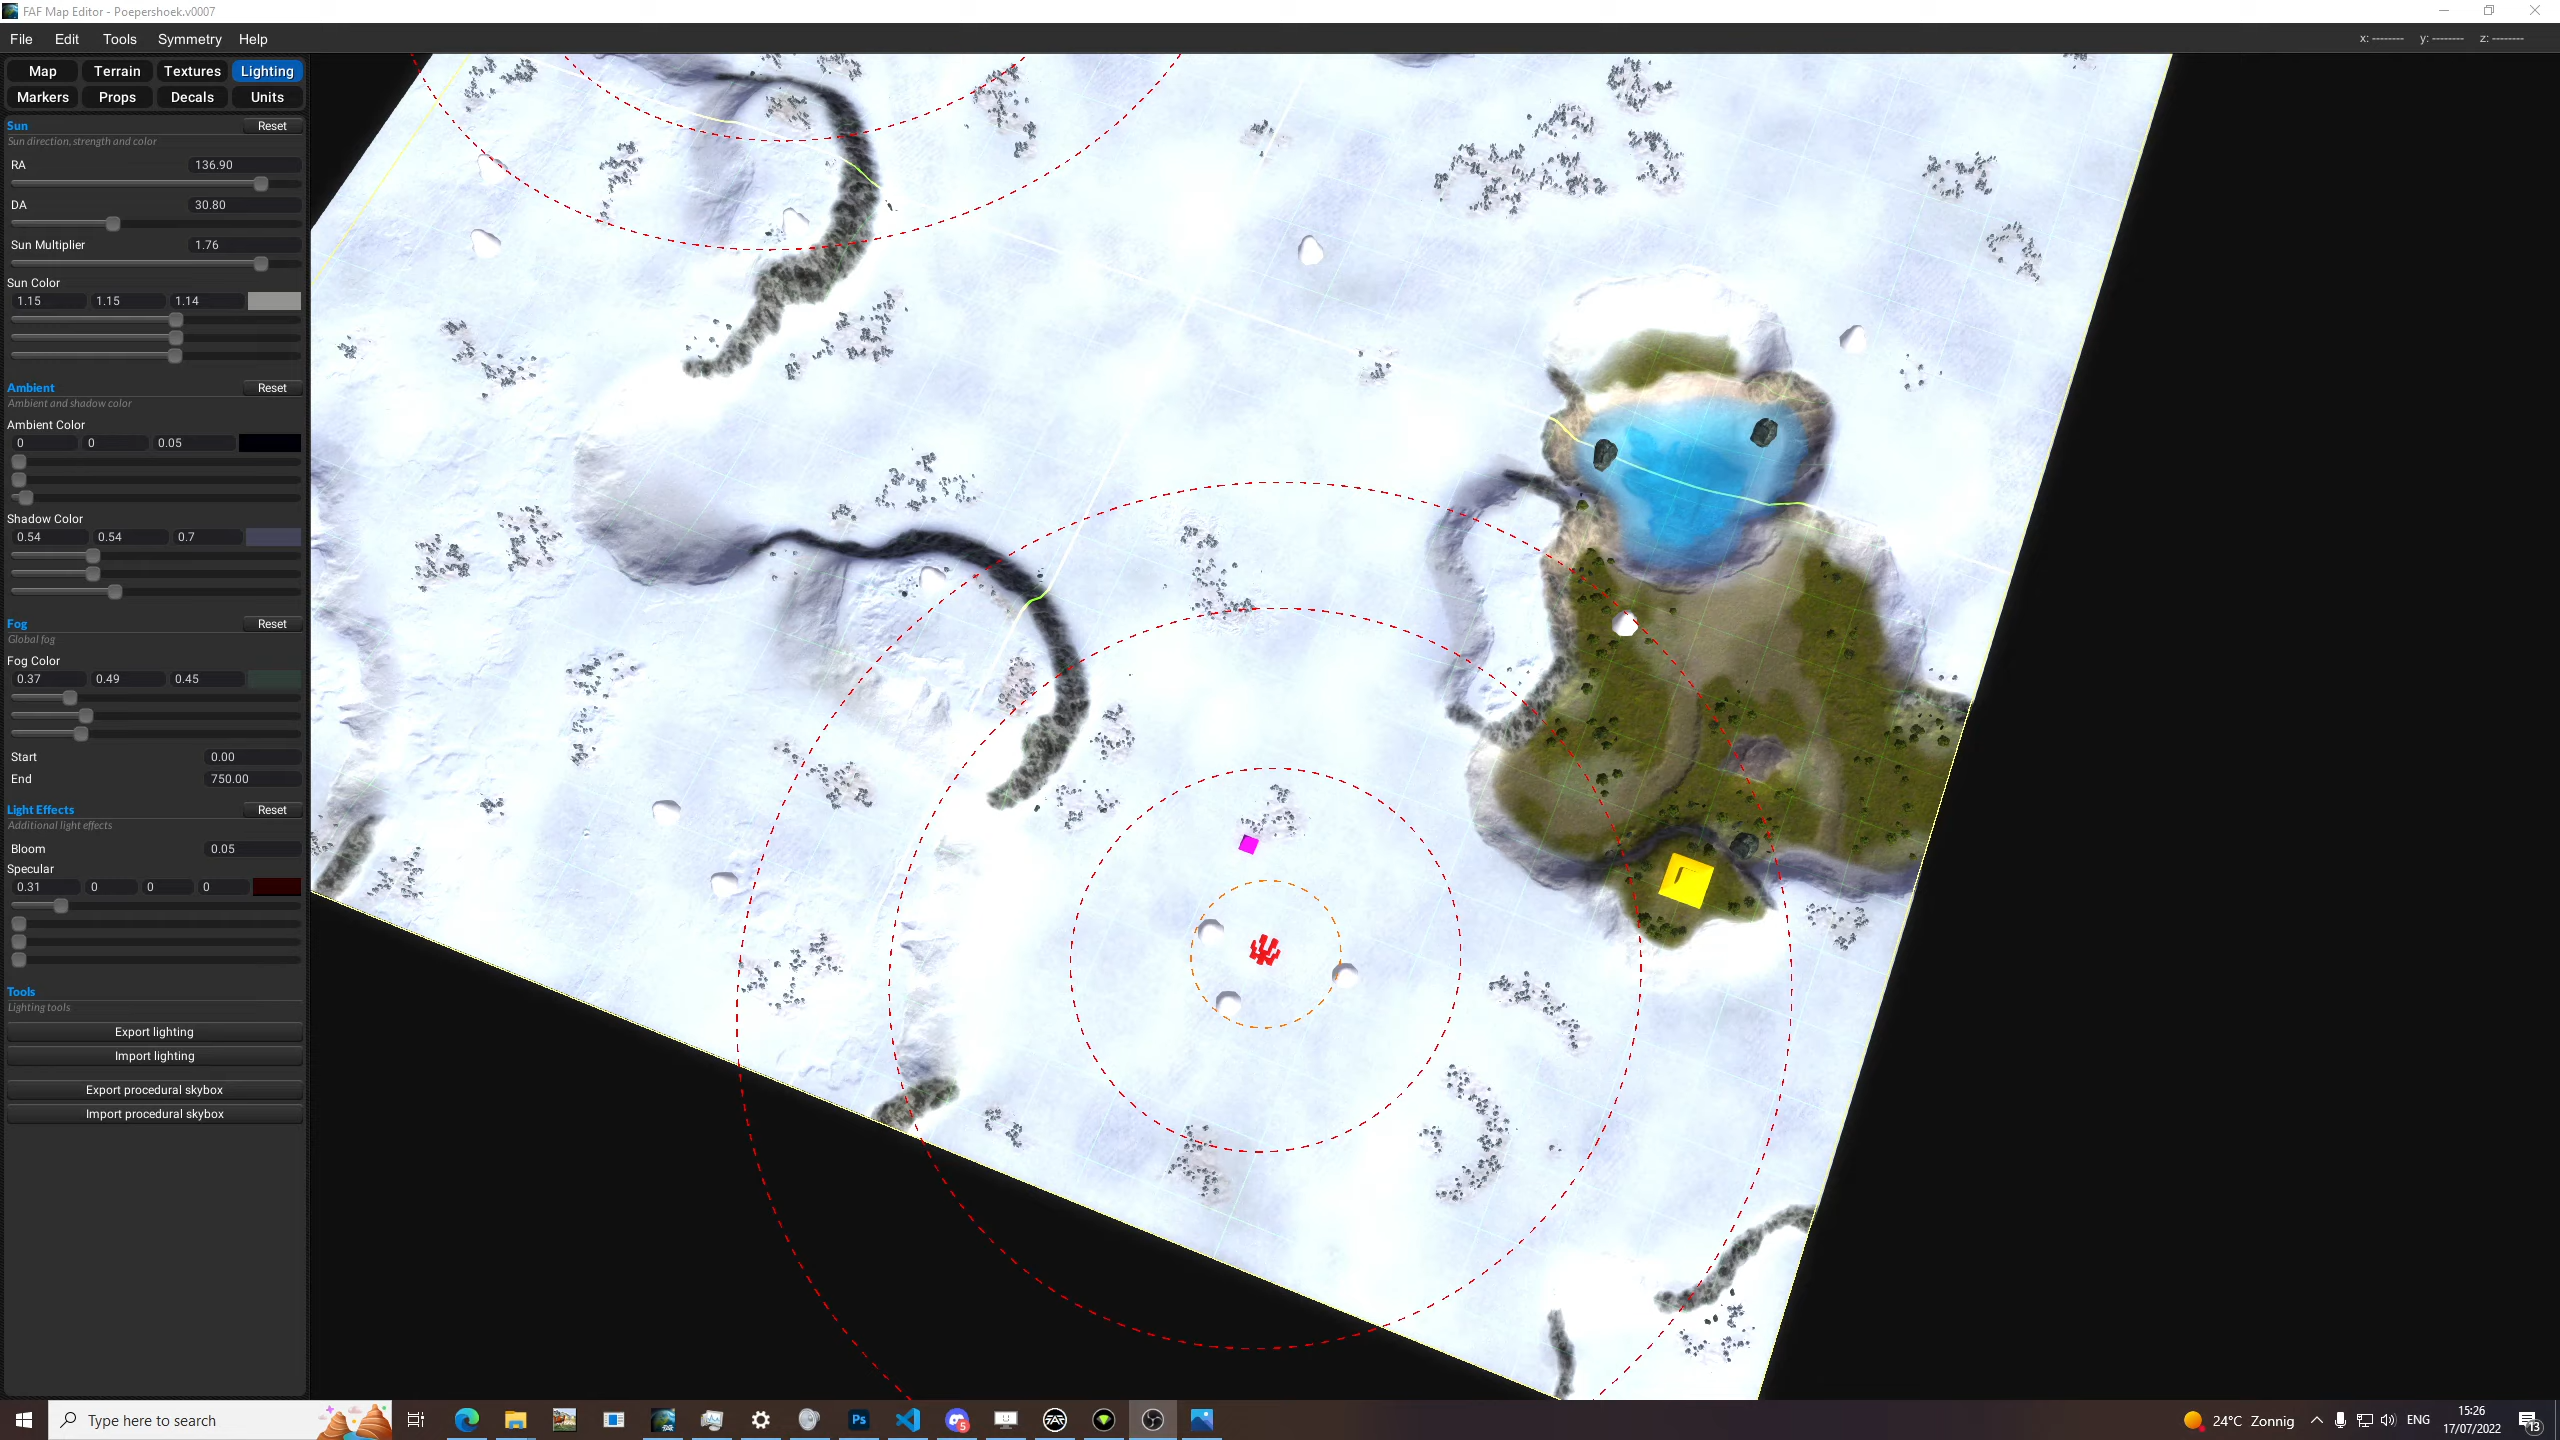 FAF Map Editor - Poepershoek.v0007
File Edit Tools Symmetry Help
x: -------- y: -------- z: --------
Map Terrain Textures Lighting
Markers Props Decals Units
Sun Reset
Sun direction, strength and color
RA 136.90
DA 30.80
Sun Multiplier 1.76
Sun Color
1.15 1.15 1.14
Ambient Reset
Ambient and shadow color
Ambient Color
0 0 0.05
Shadow Color
0.54 0.54 0.7
Fog Reset
Global fog
Fog Color
0.37 0.49 0.45
Start 0.00
End 750.00
Light Effects Reset
Additional light effects
Bloom 0.05
Specular
0.31 0 0 0
Tools
Lighting tools
Export lighting
Import lighting
Export procedural skybox
Import procedural skybox
Type here to search
Ps
5
FAF
24°C Zonnig
ENG
15:26
17/07/2022
13